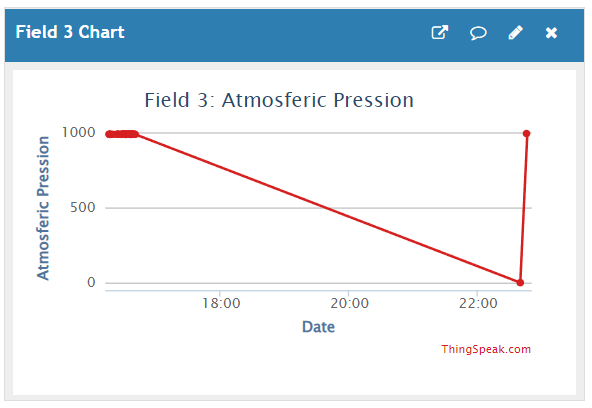 Field 3 Chart
Field 3: Atmosferic Pression
Atmosferic Pression
1000
500
0
18:00
20:00
22:00
Date
ThingSpeak.com